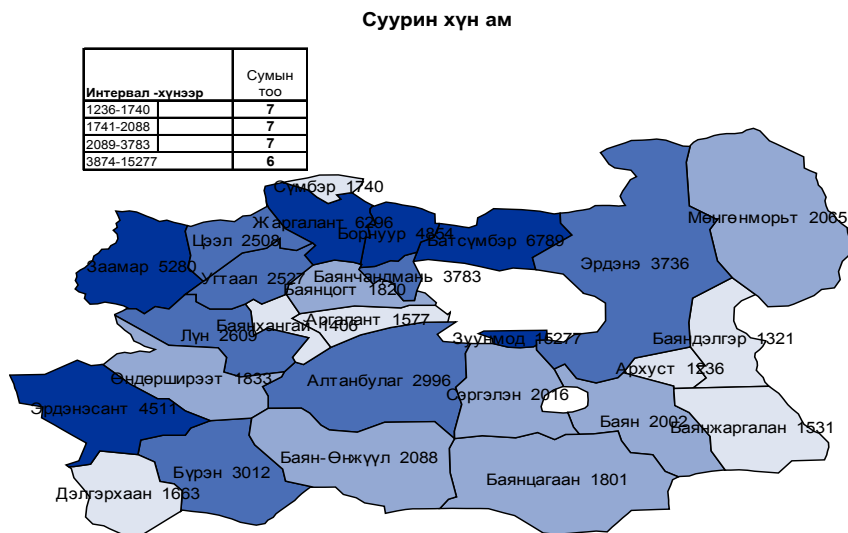 Суурин хүн ам
Интервал -хүнээр Сумын тоо
1236-1740 7
1741-2088 7
2089-3783 7
3874-15277 6
Сүмбэр 1740
Мөнгөнморьт 2065
Жаргалант 6296
Борнуур 4854
Цээл 2508
Батсүмбэр 6789
Эрдэнэ 3736
Заамар 5280
Угтаал 2527
Баянчандмань 3783
Баянцогт 1820
Аргалант 1577
Баянхангай 1406
Лүн 2609
Зуунмод 15277
Баяндэлгэр 1321
Архуст 1236
Өндөрширээт 1833
Алтанбулаг 2996
Сэргэлэн 2016
Эрдэнэсант 4511
Баян 2002
Баянжаргалан 1531
Баян-Өнжүүл 2088
Бүрэн 3012
Баянцагаан 1801
Дэлгэрхаан 1663